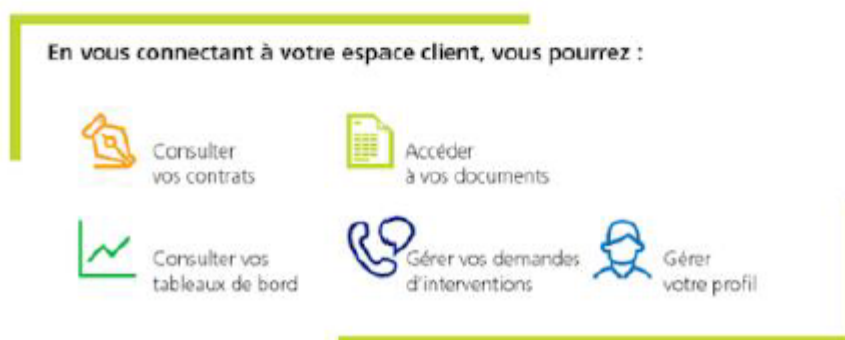 En vous connectant à votre espace client, vous pourrez :
Consulter
vos contrats
Accéder
à vos documents
Consulter vos
tableaux de bord
Gérer vos demandes
d'interventions
Gérer
votre profil